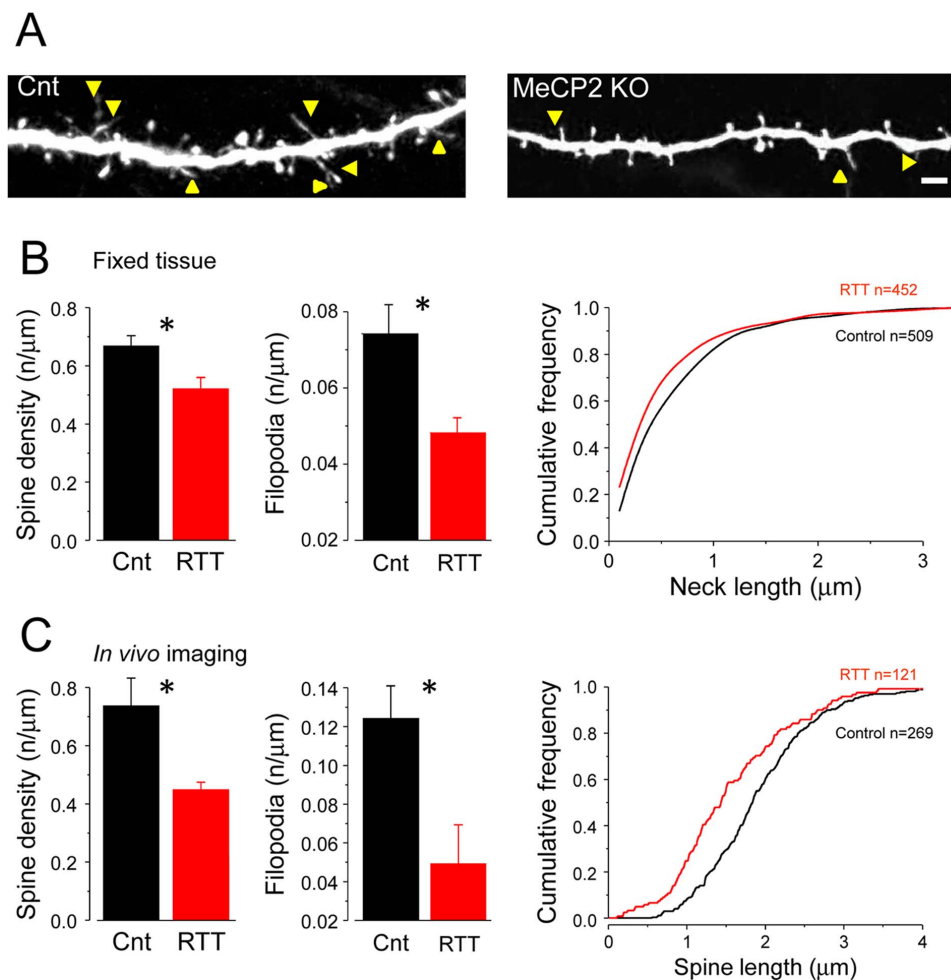 A
Cnt
MeCP2 KO
B
Fixed tissue
Spine density (n/μm)
0.8
0.6
0.4
0.2
0.0
*
Cnt RTT
Filopodia (n/μm)
0.08
0.06
0.04
0.02
*
Cnt RTT
Cumulative frequency
1.0
0.8
0.6
0.4
0.2
0.0
RTT n=452
Control n=509
0 1 2 3
Neck length (μm)
C
In vivo imaging
Spine density (n/μm)
0.8
0.6
0.4
0.2
0.0
*
Cnt RTT
Filopodia (n/μm)
0.14
0.12
0.10
0.08
0.06
0.04
0.02
*
Cnt RTT
Cumulative frequency
1.0
0.8
0.6
0.4
0.2
0.0
RTT n=121
Control n=269
0 1 2 3 4
Spine length (μm)